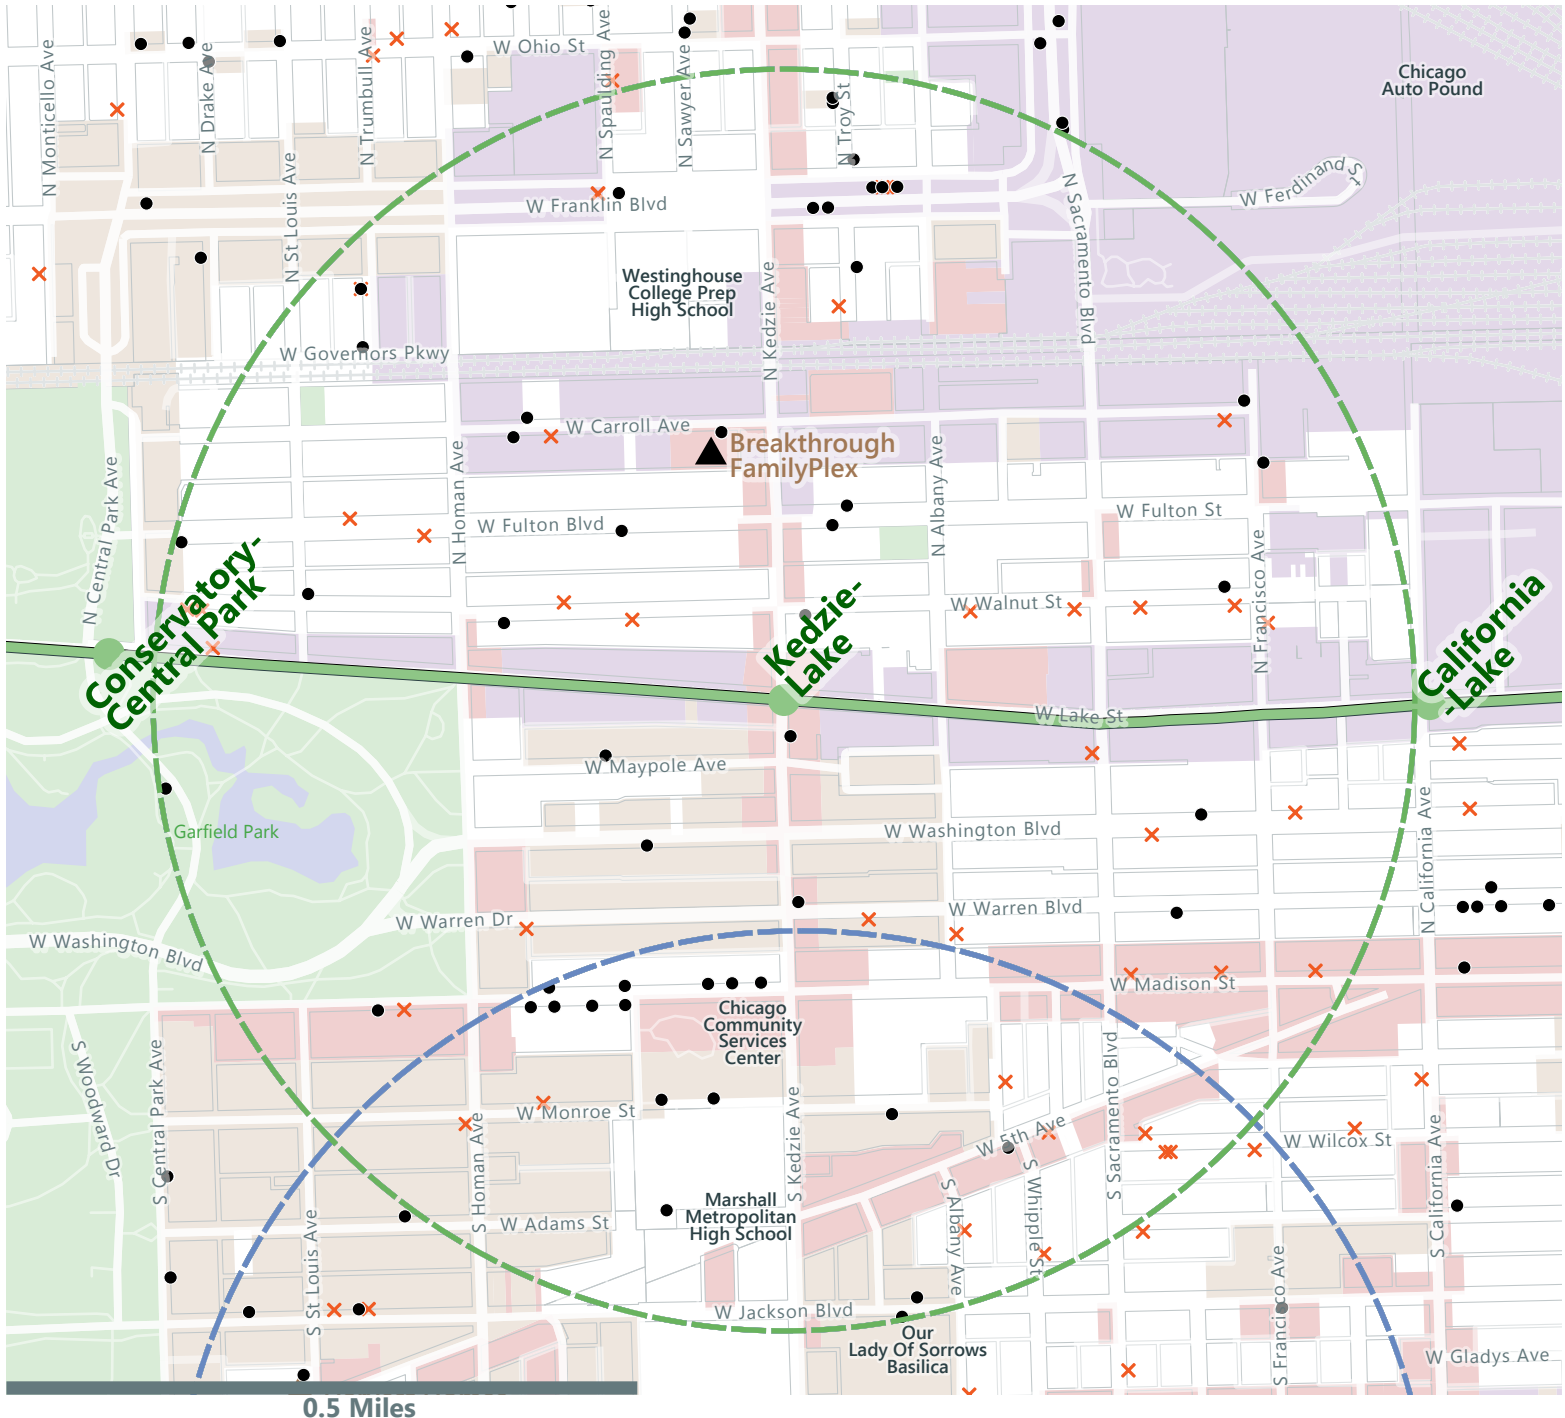 W Ohio St
N Monticello Ave
N Drake Ave
N Trumbull Ave
N Spaulding Ave
N Sawyer Ave
N Troy St
Chicago
Auto Pound
N St Louis Ave
W Ferdinand St
N Sacramento Blvd
W Franklin Blvd
Westinghouse
College Prep
High School
N Kedzie Ave
W Governors Pkwy
W Carroll Ave
Breakthrough
FamilyPlex
N Homan Ave
N Albany Ave
N Central Park Ave
W Fulton Blvd
W Fulton St
N Francisco Ave
Conservatory-
Central Park
Kedzie-
Lake
California
-Lake
W Walnut St
W Lake St
W Maypole Ave
Garfield Park
W Washington Blvd
N California Ave
W Warren Dr
W Warren Blvd
W Washington Blvd
W Madison St
Chicago
Community
Services
Center
S Woodward Dr
S Central Park Ave
S Sacramento Blvd
W Monroe St
S Homan Ave
S Kedzie Ave
W 5th Ave
W Wilcox St
S California Ave
S Albany Ave
S Whipple St
Marshall
Metropolitan
High School
W Adams St
S St Louis Ave
S Francisco Ave
W Jackson Blvd
Our
Lady Of Sorrows
Basilica
W Gladys Ave
0.5 Miles